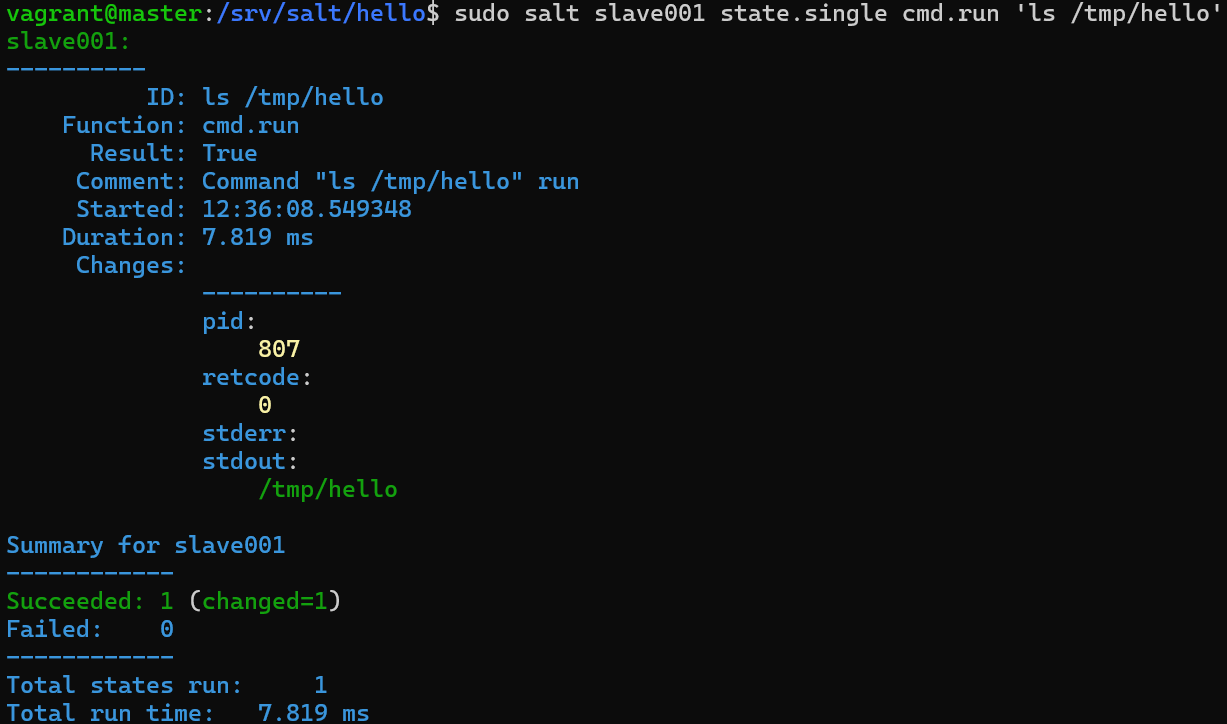 vagrant@master:/srv/salt/hello$ sudo salt slave001 state.single cmd.run 'ls /tmp/hello'
slave001:
----------
          ID: ls /tmp/hello
    Function: cmd.run
      Result: True
     Comment: Command "ls /tmp/hello" run
     Started: 12:36:08.549348
    Duration: 7.819 ms
     Changes:
              ----------
              pid:
                  807
              retcode:
                  0
              stderr:
              stdout:
                  /tmp/hello

Summary for slave001
------------
Succeeded: 1 (changed=1)
Failed:    0
------------
Total states run:     1
Total run time:   7.819 ms